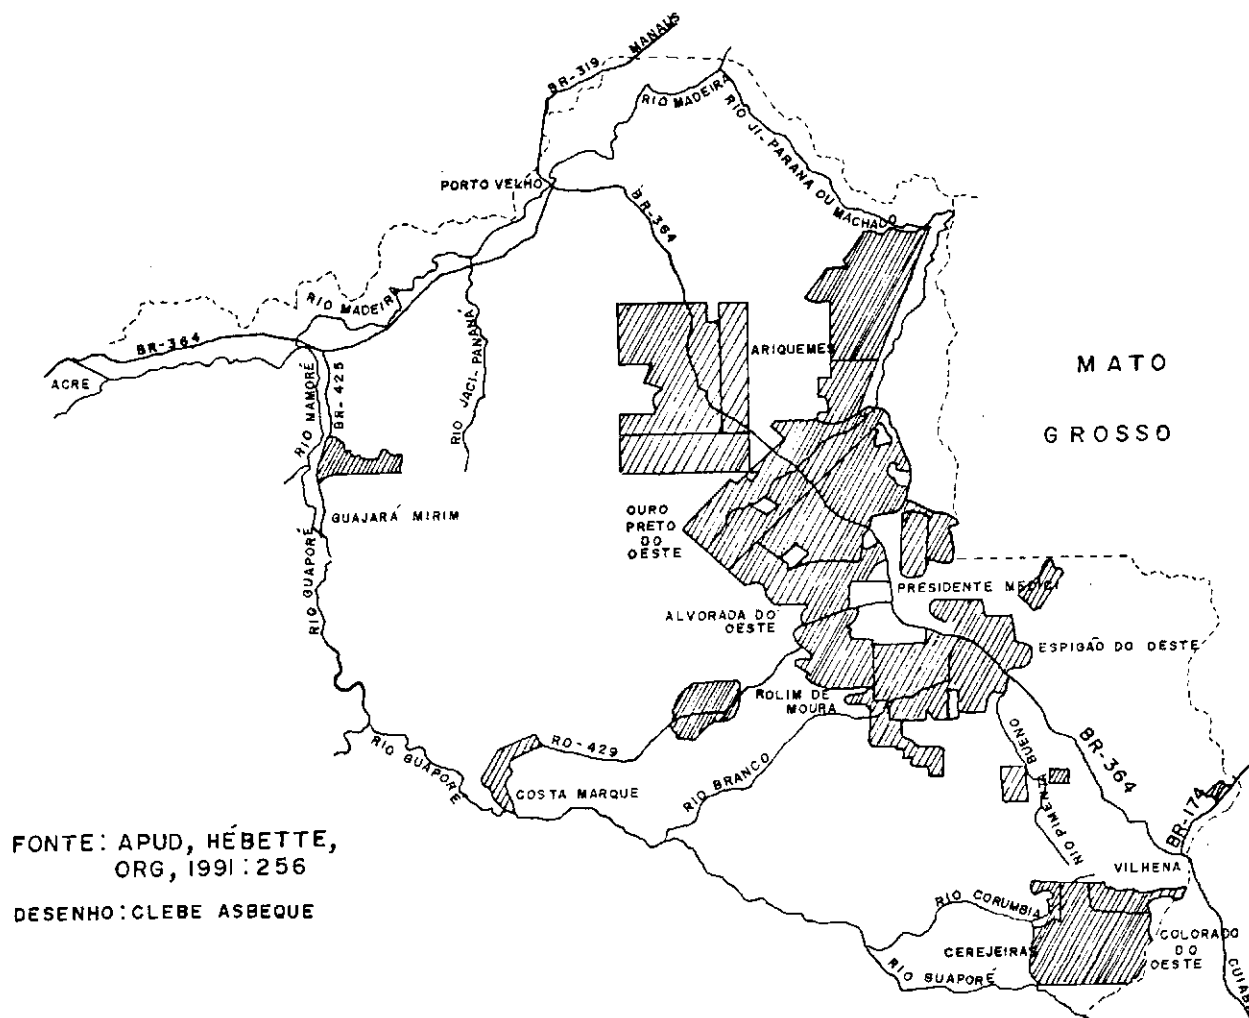 BR-319 MANAUS
RIO MADEIRA
RIO JI-PARANA OU MACHADO
PORTO VELHO
BR-364
RIO MADEIRA
BR-364
ACRE
RIO MAMORÉ
BR-425
RIO JACI-PARANÁ
ARIQUEMES
MATO
GROSSO
GUAJARÁ MIRIM
OURO
PRETO
DO
OESTE
RIO GUAPORÉ
PRESIDENTE MEDICI
ALVORADA DO
OESTE
ESPIGÃO DO OESTE
ROLIM DE
MOURA
RO-429
RIO GUAPORÉ
COSTA MARQUE
RIO BRANCO
RIO PIMENTA BUENO
BR-364
BR-174
VILHENA
FONTE: APUD, HÉBETTE,
ORG, 1991:256
DESENHO: CLEBE ASBEQUE
RIO CORUMBIA
CEREJEIRAS
COLORADO
DO
OESTE
RIO GUAPORÉ
CUIABÁ